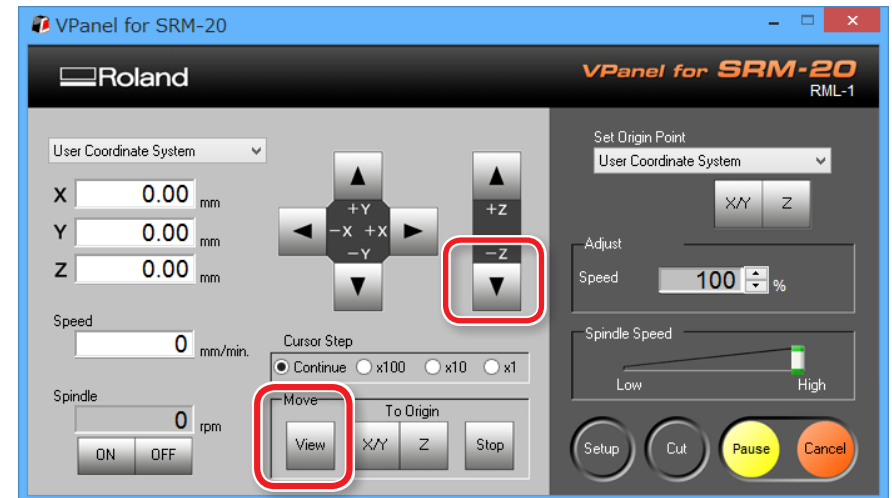 VPanel for SRM-20
Roland
VPanel for SRM-20
RML-1
User Coordinate System
X 0.00 mm
Y 0.00 mm
Z 0.00 mm
Speed
0 mm/min.
Spindle
0 rpm
ON OFF
+Y
-X +X
-Y
+Z
-Z
Cursor Step
Continue x100 x10 x1
Move
To Origin
View X/Y Z Stop
Set Origin Point
User Coordinate System
X/Y Z
Adjust
Speed 100 %
Spindle Speed
Low High
Setup Cut Pause Cancel